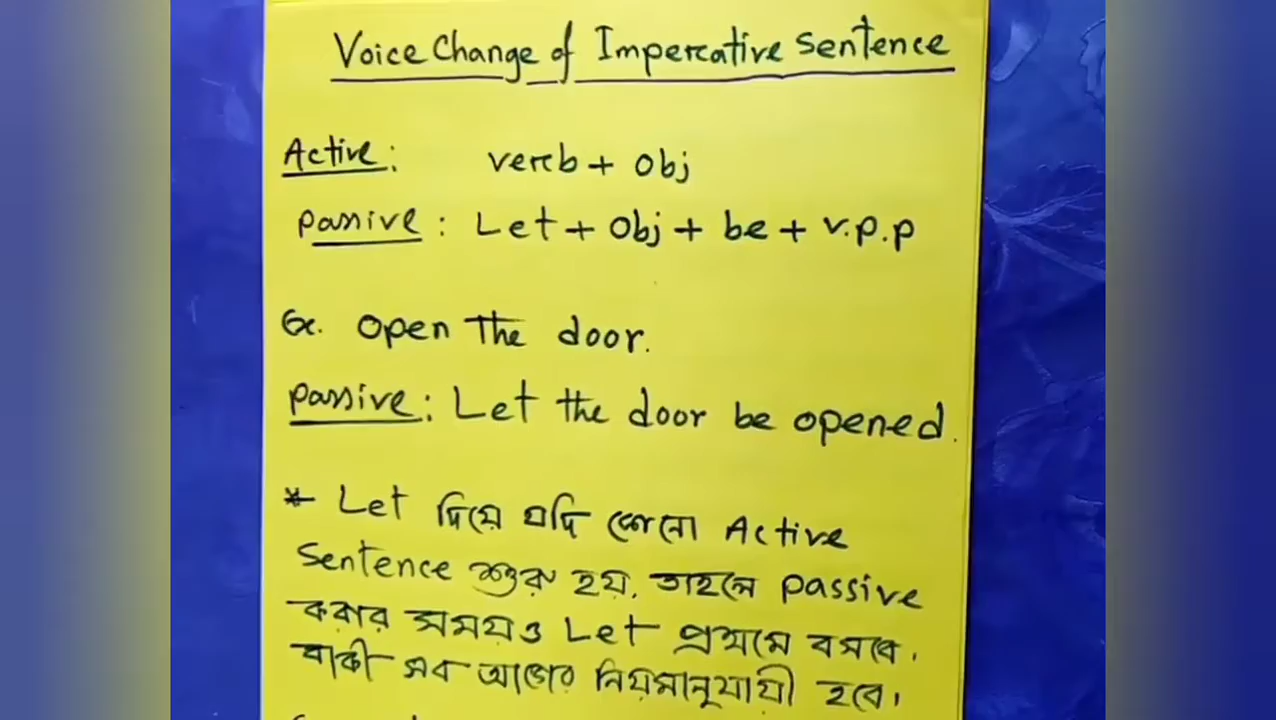 Voice Change of Imperative Sentence
Active: verb + Obj
Passive: Let + Obj + be + v.p.p
Ex. Open The door.
Passive: Let the door be opened.
* Let দিয়ে যদি কোনো Active
Sentence শুরু হয়, তাহলে Passive
করার সময়ও Let প্রথমে বসবে।
বাকী সব আগের নিয়মানুযায়ী হবে।